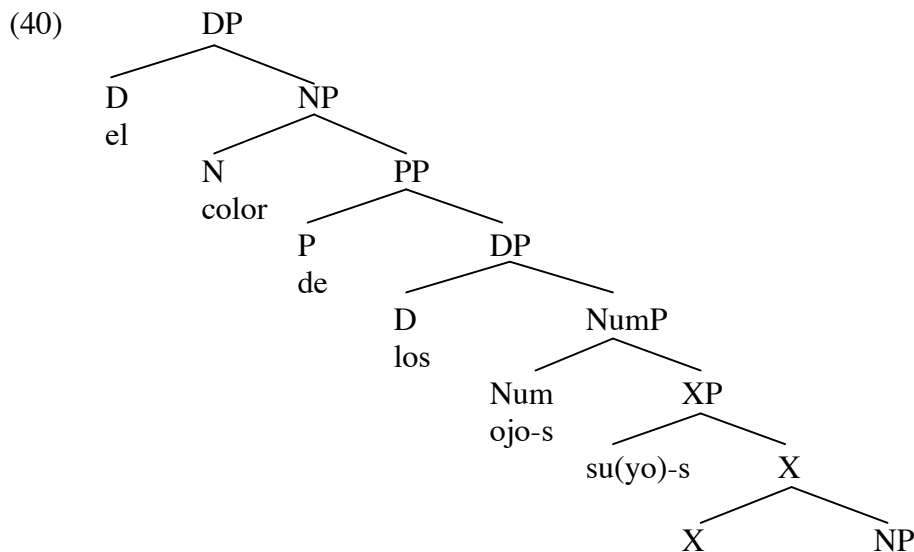 (40) DP
D NP
el
N PP
color
P DP
de
D NumP
los
Num XP
ojo-s
su(yo)-s X
X NP